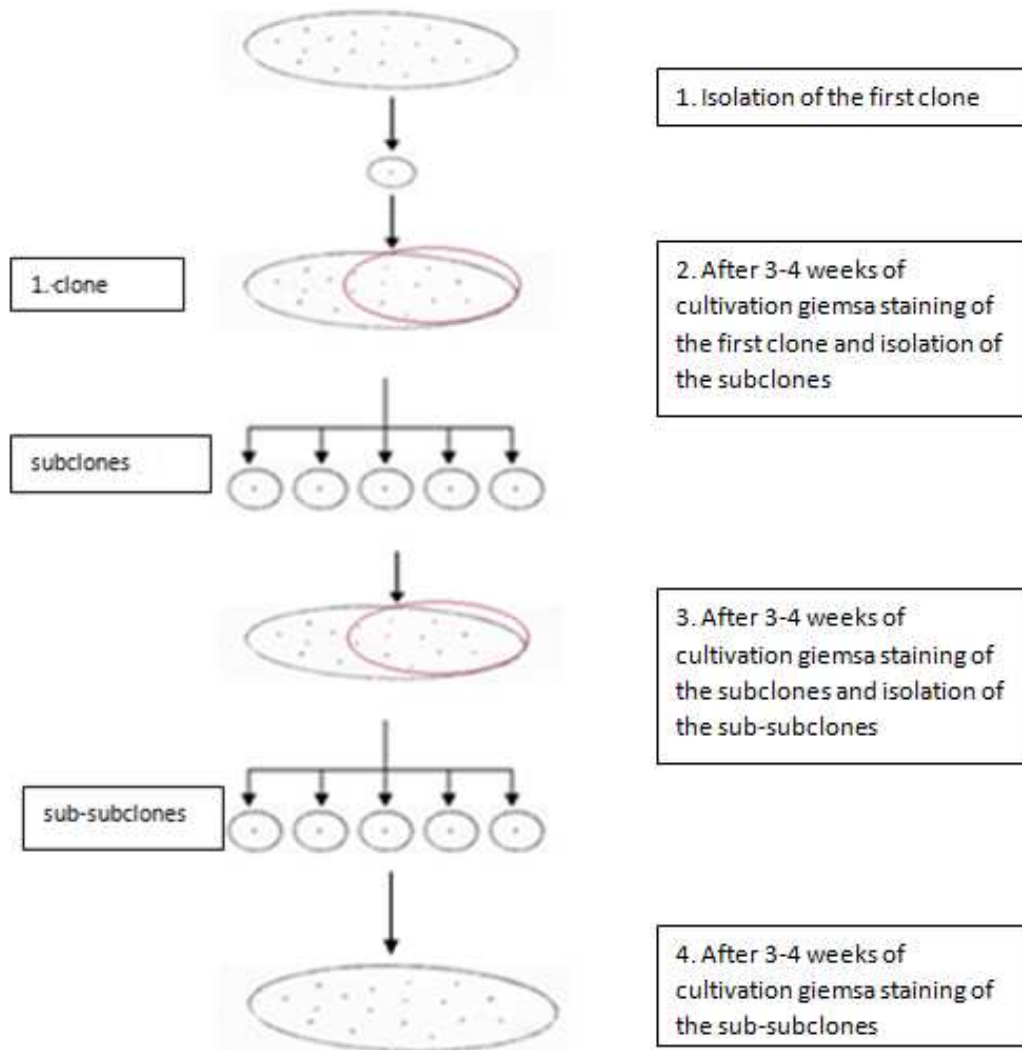 1. Isolation of the first clone
1.-clone
2. After 3-4 weeks of
cultivation giemsa staining of
the first clone and isolation of
the subclones
subclones
3. After 3-4 weeks of
cultivation giemsa staining of
the subclones and isolation of
the sub-subclones
sub-subclones
4. After 3-4 weeks of
cultivation giemsa staining of
the sub-subclones